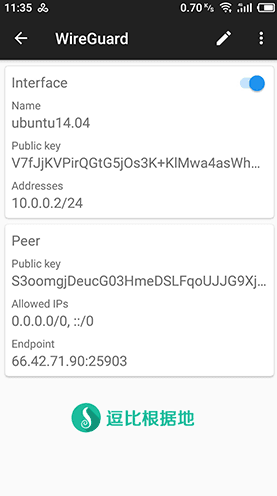 11:35
0.70 K/s
WireGuard
Interface
Name
ubuntu14.04
Public key
V7fJjKVPirQGtG5jOs3K+KlMwa4asWh...
Addresses
10.0.0.2/24
Peer
Public key
S3oomgjDeucG03HmeDSLFqoUJJG9Xj...
Allowed IPs
0.0.0.0/0, ::/0
Endpoint
66.42.71.90:25903
逗比根据地